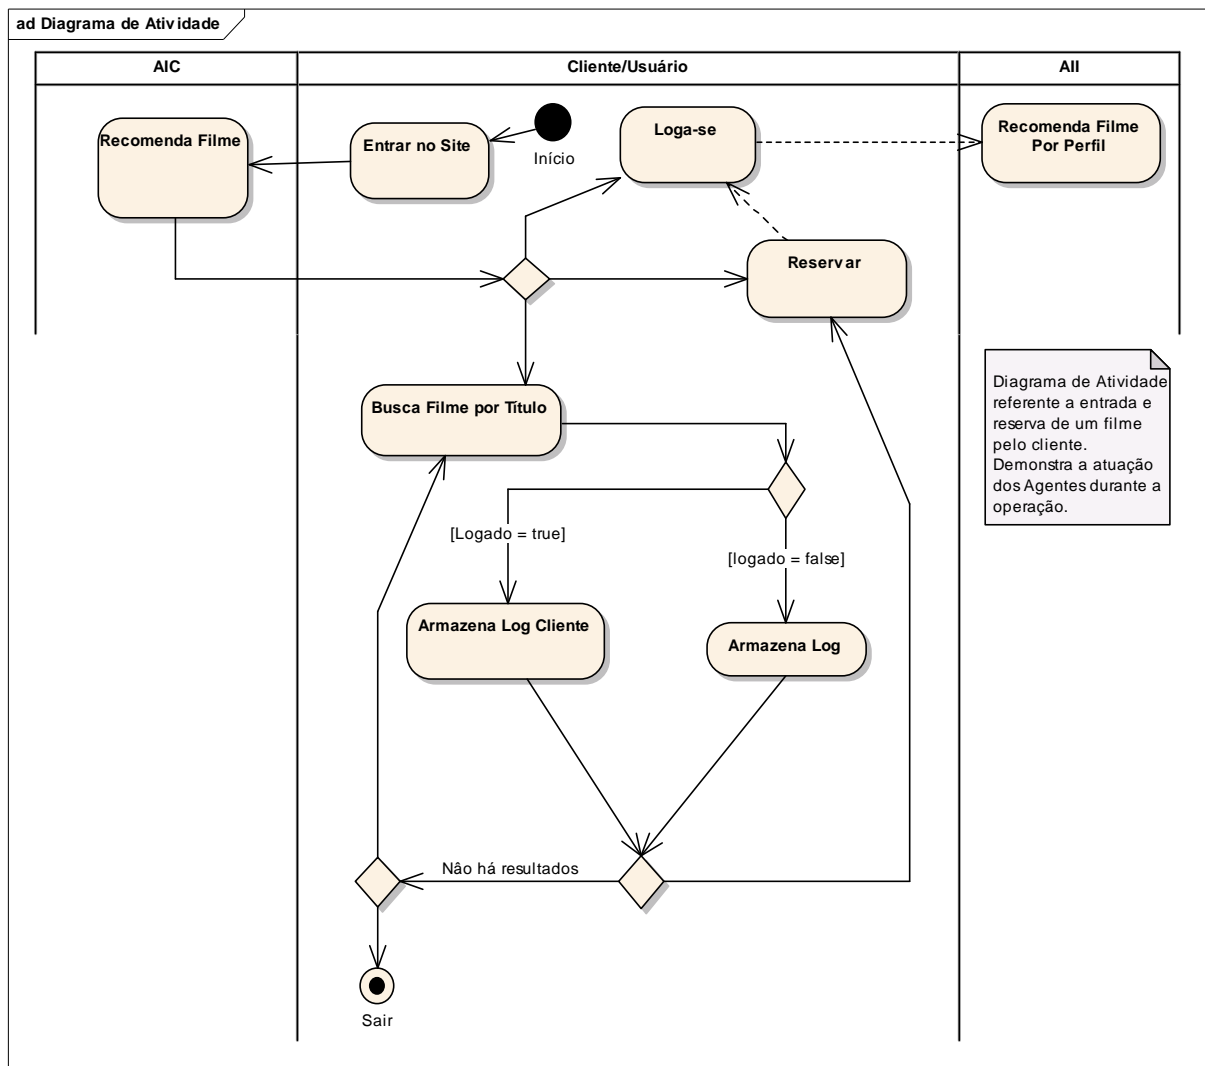 ad Diagrama de Atividade
AIC
Cliente/Usuário
AII
Recomenda Filme
Entrar no Site
Início
Loga-se
Recomenda Filme
Por Perfil
Reservar
Busca Filme por Título
Diagrama de Atividade
referente a entrada e
reserva de um filme
pelo cliente.
Demonstra a atuação
dos Agentes durante a
operação.
[Logado = true]
[logado = false]
Armazena Log Cliente
Armazena Log
Nâo há resultados
Sair